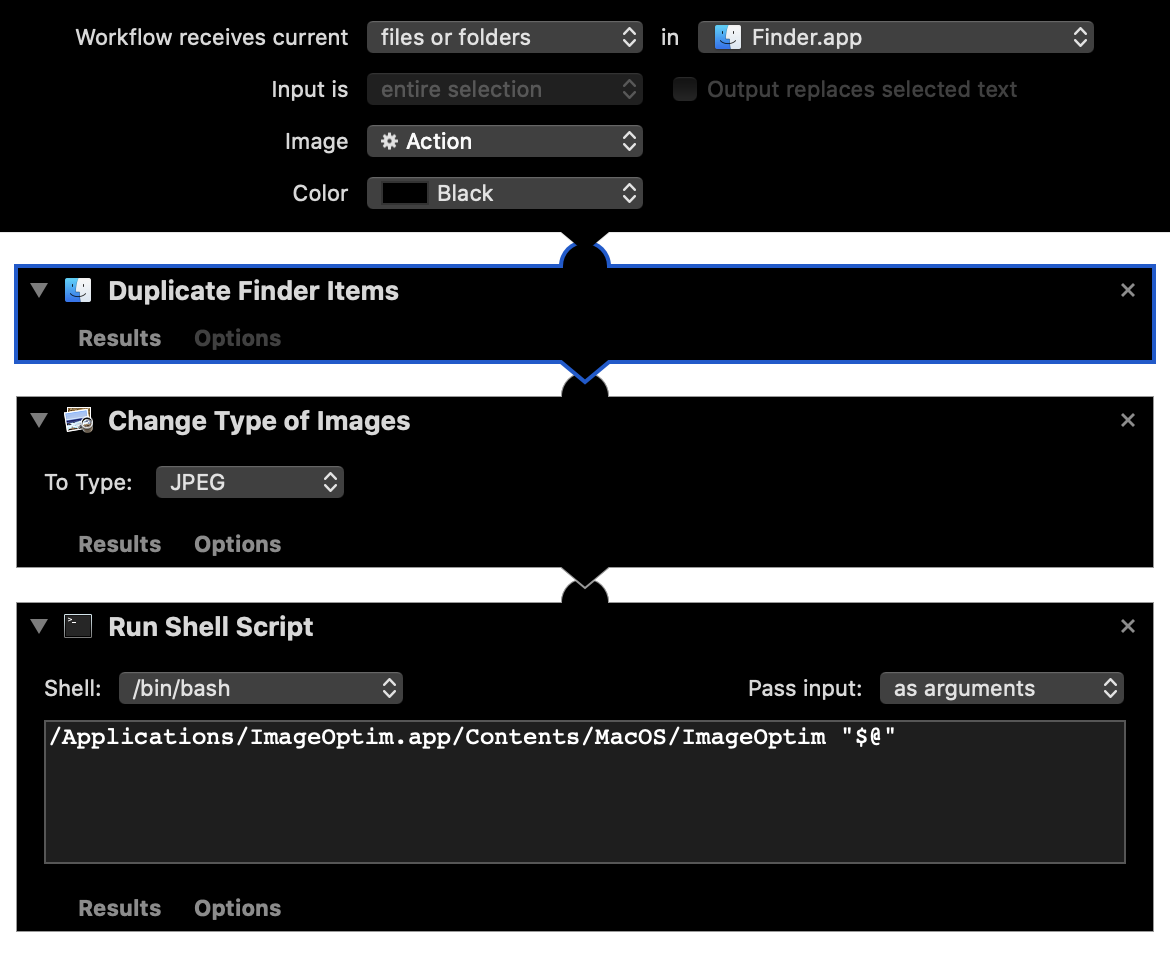 Workflow receives current files or folders in Finder.app
Input is entire selection Output replaces selected text
Image Action
Color Black
Duplicate Finder Items
Results Options
Change Type of Images
To Type: JPEG
Results Options
Run Shell Script
Shell: /bin/bash Pass input: as arguments
/Applications/ImageOptim.app/Contents/MacOS/ImageOptim "$@"
Results Options